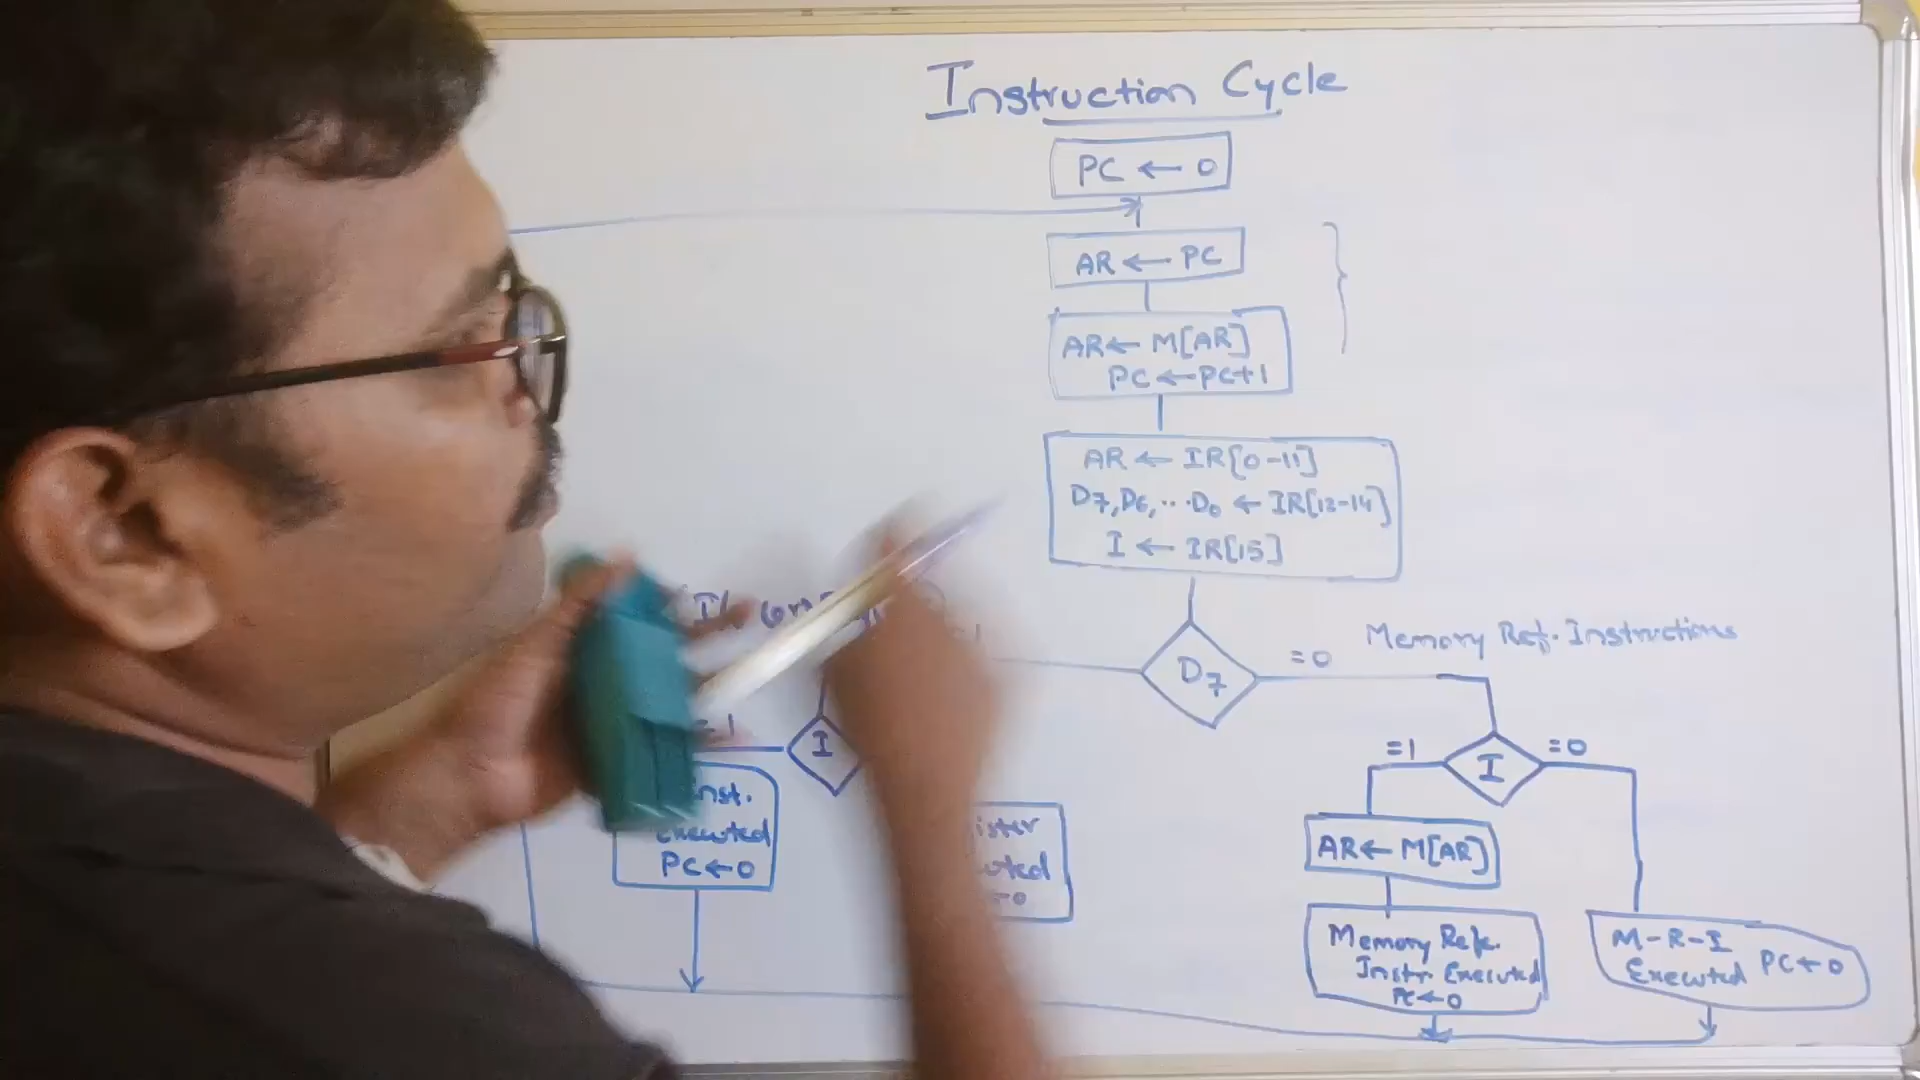 Instruction Cycle
PC ← 0
AR ← PC
AR ← M[AR]
PC ← PC+1
AR ← IR[0-11]
D7, D6, ... D0 ← IR[12-14]
I ← IR[15]
D7
=0
Memory Ref. Instructions
=1
I
Inst.
Executed
PC ← 0
=1
I
=0
AR ← M[AR]
Memory Refe.
Instr. Executed
PC ← 0
M-R-I
Executed PC ← 0